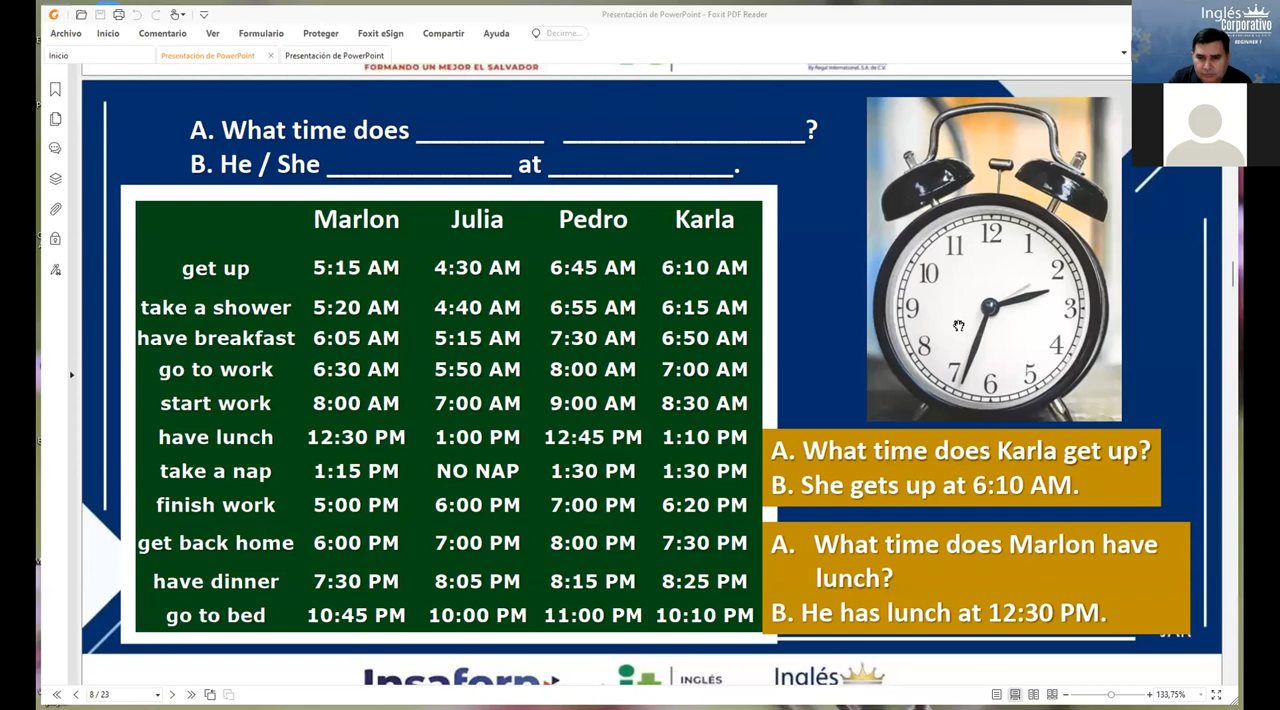 Presentación de PowerPoint - Foxit PDF Reader
Archivo Inicio Comentario Ver Formulario Proteger Foxit eSign Compartir Ayuda Decirme...
Inicio Presentación de PowerPoint Presentación de PowerPoint
FORMANDO UN MEJOR EL SALVADOR
By Regal International, S.A. de C.V.
Inglés
Corporativo
BEGINNER 1
A. What time does _________ _________________?
B. He / She _____________ at _____________.
Marlon Julia Pedro Karla
get up 5:15 AM 4:30 AM 6:45 AM 6:10 AM
take a shower 5:20 AM 4:40 AM 6:55 AM 6:15 AM
have breakfast 6:05 AM 5:15 AM 7:30 AM 6:50 AM
go to work 6:30 AM 5:50 AM 8:00 AM 7:00 AM
start work 8:00 AM 7:00 AM 9:00 AM 8:30 AM
have lunch 12:30 PM 1:00 PM 12:45 PM 1:10 PM
take a nap 1:15 PM NO NAP 1:30 PM 1:30 PM
finish work 5:00 PM 6:00 PM 7:00 PM 6:20 PM
get back home 6:00 PM 7:00 PM 8:00 PM 7:30 PM
have dinner 7:30 PM 8:05 PM 8:15 PM 8:25 PM
go to bed 10:45 PM 10:00 PM 11:00 PM 10:10 PM
12
1
2
3
4
5
6
7
8
9
10
11
A. What time does Karla get up?
B. She gets up at 6:10 AM.
A. What time does Marlon have
lunch?
B. He has lunch at 12:30 PM.
Insaforp
INGLÉS
Inglés
8 / 23
133,75%